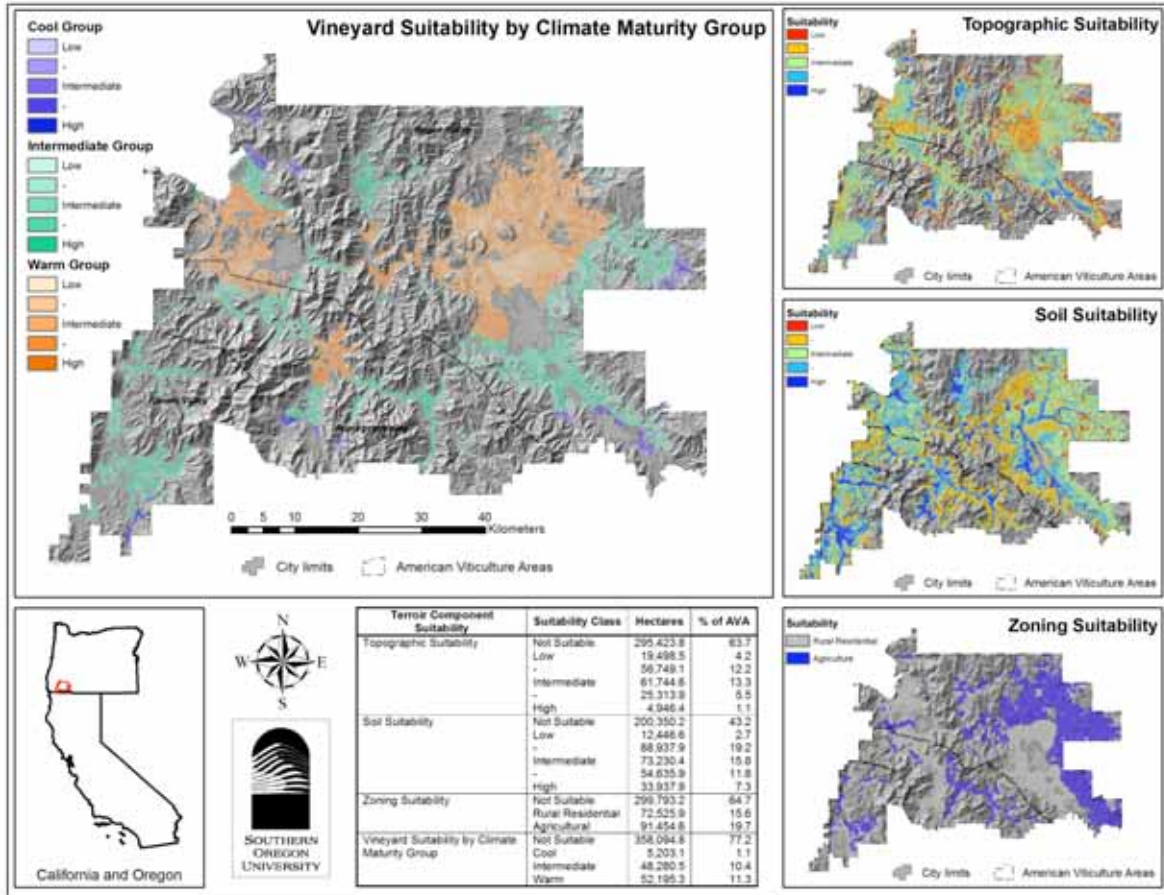 Vineyard Suitability by Climate Maturity Group
Cool Group
Low
-
Intermediate
-
High
Intermediate Group
Low
-
Intermediate
-
High
Warm Group
Low
-
Intermediate
-
High
0 5 10 20 30 40
Kilometers
City limits American Viticulture Areas
Topographic Suitability
Suitability
Low
-
Intermediate
-
High
City limits American Viticulture Areas
Soil Suitability
Suitability
Low
-
Intermediate
-
High
City limits American Viticulture Areas
Zoning Suitability
Suitability
Rural Residential
Agriculture
City limits American Viticulture Areas
California and Oregon
N
W E
S
SOUTHERN
OREGON
UNIVERSITY
Terroir Component Suitability Suitability Class Hectares % of AVA
Topographic Suitability Not Suitable 295,423.8 63.7
Low 19,498.5 4.2
- 56,749.1 12.2
Intermediate 61,744.6 13.3
- 25,313.9 5.5
High 4,946.4 1.1
Soil Suitability Not Suitable 200,350.2 43.2
Low 12,446.6 2.7
- 88,937.9 19.2
Intermediate 73,230.4 15.8
- 54,635.9 11.8
High 33,937.9 7.3
Zoning Suitability Not Suitable 299,793.2 64.7
Rural Residential 72,525.9 15.6
Agricultural 91,454.6 19.7
Vineyard Suitability by Climate Not Suitable 358,094.8 77.2
Maturity Group Cool 5,203.1 1.1
Intermediate 48,280.5 10.4
Warm 52,195.3 11.3